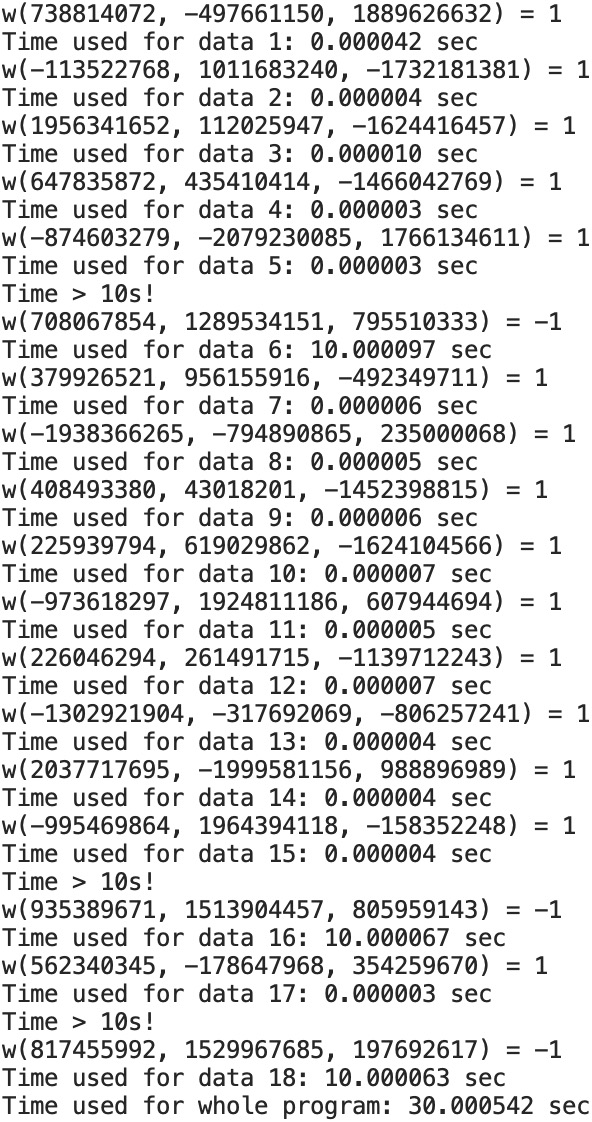 w(738814072, -497661150, 1889626632) = 1
Time used for data 1: 0.000042 sec
w(-113522768, 1011683240, -1732181381) = 1
Time used for data 2: 0.000004 sec
w(1956341652, 112025947, -1624416457) = 1
Time used for data 3: 0.000010 sec
w(647835872, 435410414, -1466042769) = 1
Time used for data 4: 0.000003 sec
w(-874603279, -2079230085, 1766134611) = 1
Time used for data 5: 0.000003 sec
Time > 10s!
w(708067854, 1289534151, 795510333) = -1
Time used for data 6: 10.000097 sec
w(379926521, 956155916, -492349711) = 1
Time used for data 7: 0.000006 sec
w(-1938366265, -794890865, 235000068) = 1
Time used for data 8: 0.000005 sec
w(408493380, 43018201, -1452398815) = 1
Time used for data 9: 0.000006 sec
w(225939794, 619029862, -1624104566) = 1
Time used for data 10: 0.000007 sec
w(-973618297, 1924811186, 607944694) = 1
Time used for data 11: 0.000005 sec
w(226046294, 261491715, -1139712243) = 1
Time used for data 12: 0.000007 sec
w(-1302921904, -317692069, -806257241) = 1
Time used for data 13: 0.000004 sec
w(2037717695, -1999581156, 988896989) = 1
Time used for data 14: 0.000004 sec
w(-995469864, 1964394118, -158352248) = 1
Time used for data 15: 0.000004 sec
Time > 10s!
w(935389671, 1513904457, 805959143) = -1
Time used for data 16: 10.000067 sec
w(562340345, -178647968, 354259670) = 1
Time used for data 17: 0.000003 sec
Time > 10s!
w(817455992, 1529967685, 197692617) = -1
Time used for data 18: 10.000063 sec
Time used for whole program: 30.000542 sec